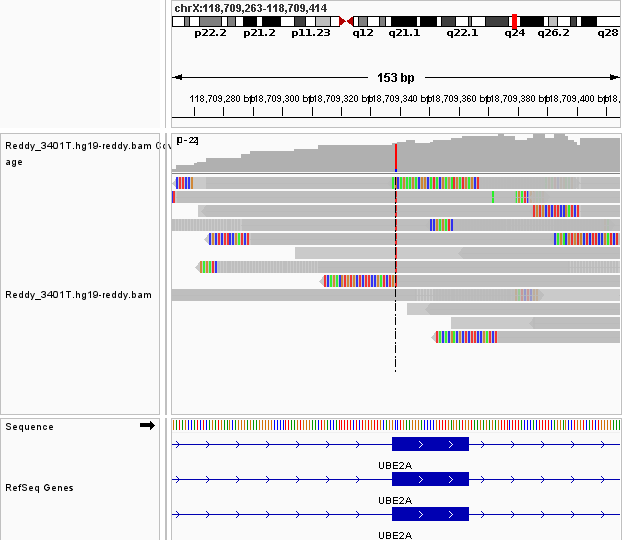 chrX:118,709,263-118,709,414
p22.2 p21.2 p11.23 q12 q21.1 q22.1 q24 q26.2 q28
153 bp
118,709,280 bp 118,709,300 bp 118,709,320 bp 118,709,340 bp 118,709,360 bp 118,709,380 bp 118,709,400 bp 118,
Reddy_3401T.hg19-reddy.bam Cov
age
[0-22]
Reddy_3401T.hg19-reddy.bam
Sequence
UBE2A
RefSeq Genes
UBE2A
UBE2A